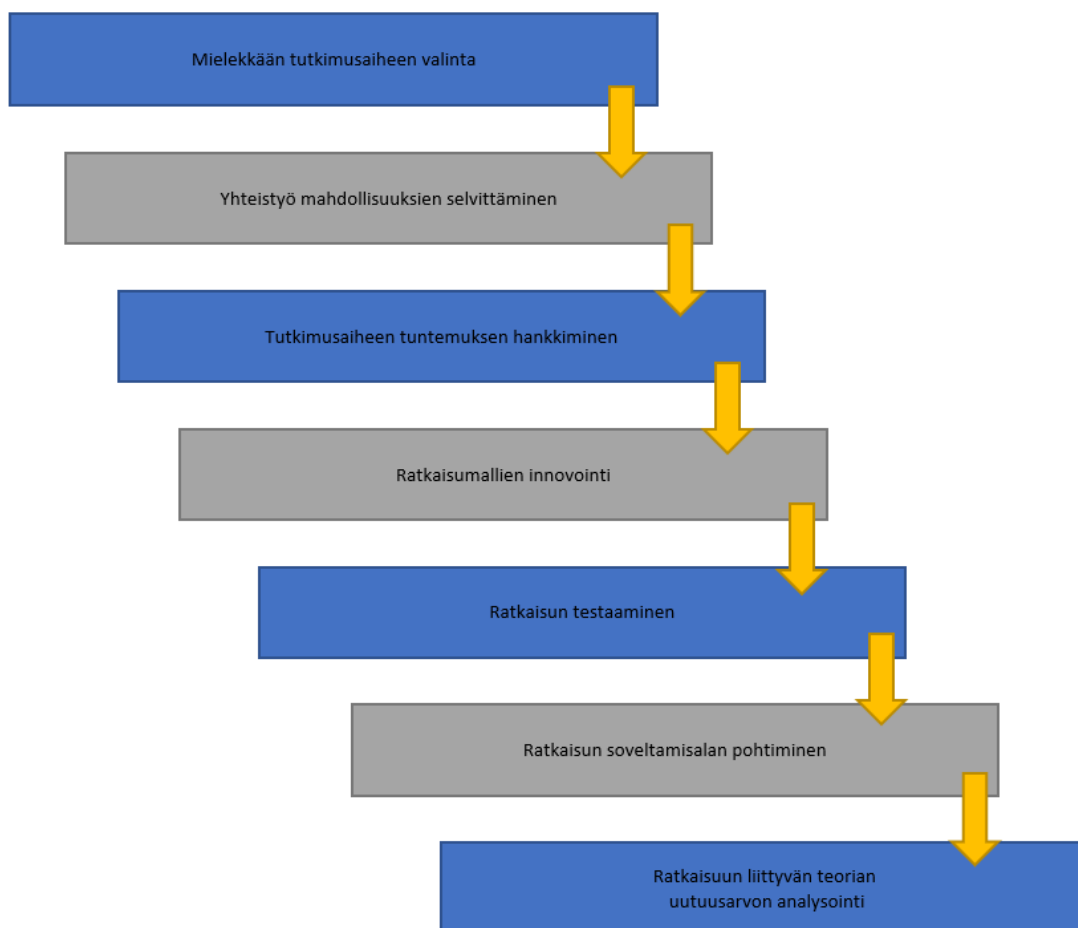 Mielekkään tutkimusaiheen valinta
Yhteistyö mahdollisuuksien selvittäminen
Tutkimusaiheen tuntemuksen hankkiminen
Ratkaisumallien innovointi
Ratkaisun testaaminen
Ratkaisun soveltamisalan pohtiminen
Ratkaisuun liittyvän teorian
uutuusarvon analysointi